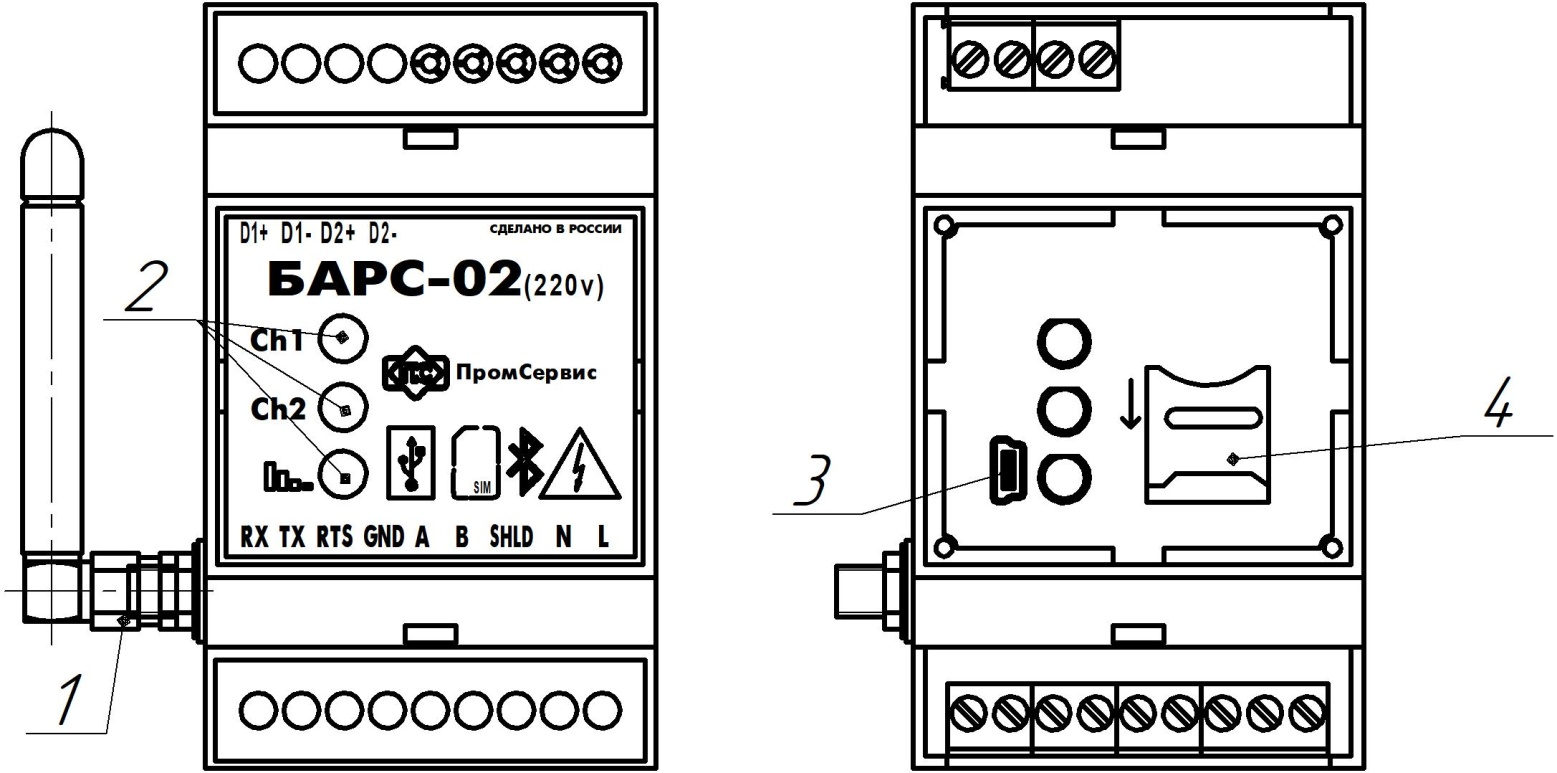 D1+ D1- D2+ D2- СДЕЛАНО В РОССИИ
БАРС-02 (220v)
2
Ch1
ПС ПромСервис
Ch2
4
3
SIM
RX TX RTS GND A B SHLD N L
1